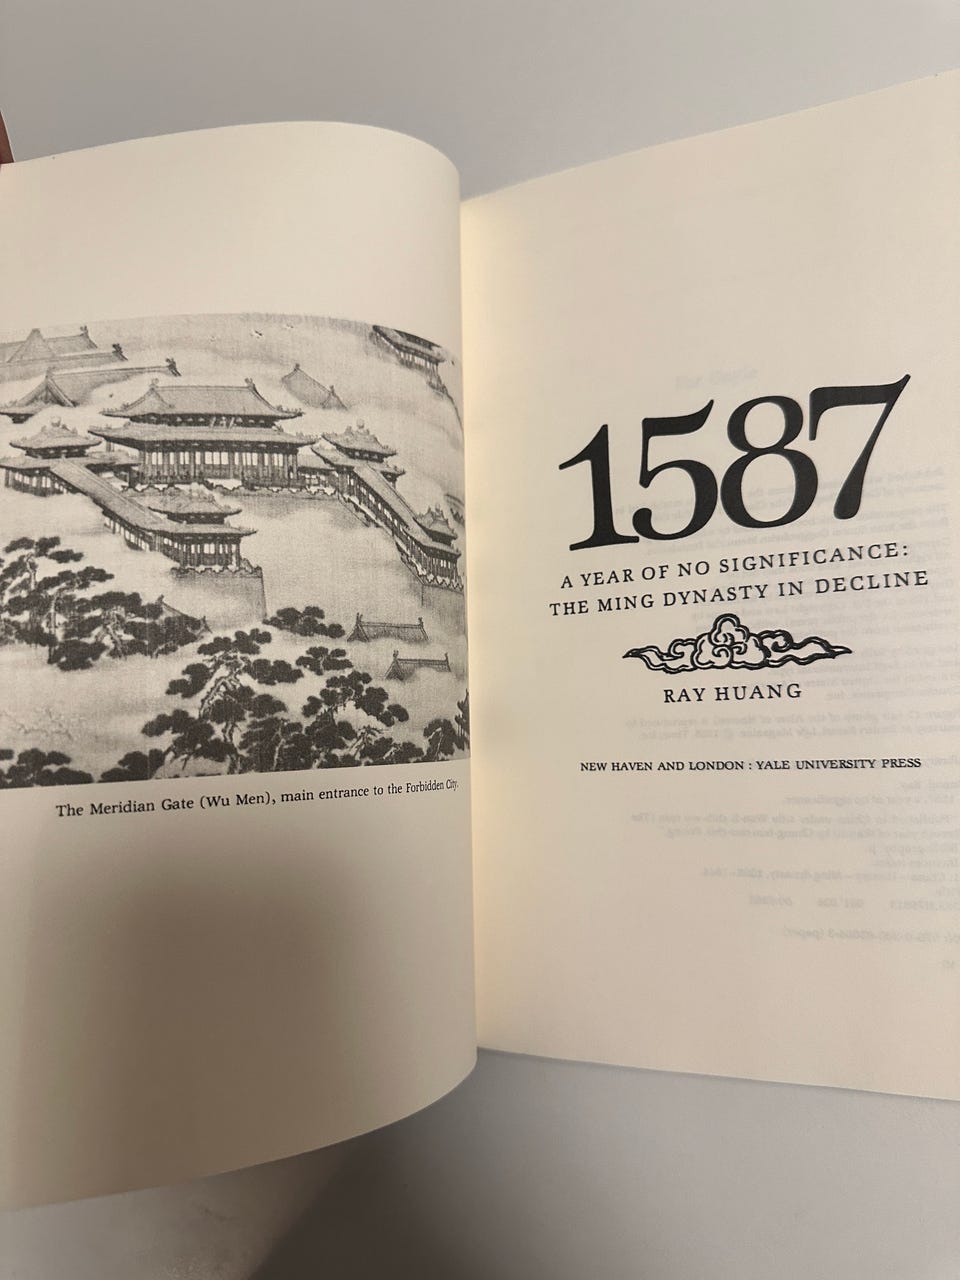 The Meridian Gate (Wu Men), main entrance to the Forbidden City.
1587
A YEAR OF NO SIGNIFICANCE:
THE MING DYNASTY IN DECLINE
RAY HUANG
NEW HAVEN AND LONDON : YALE UNIVERSITY PRESS